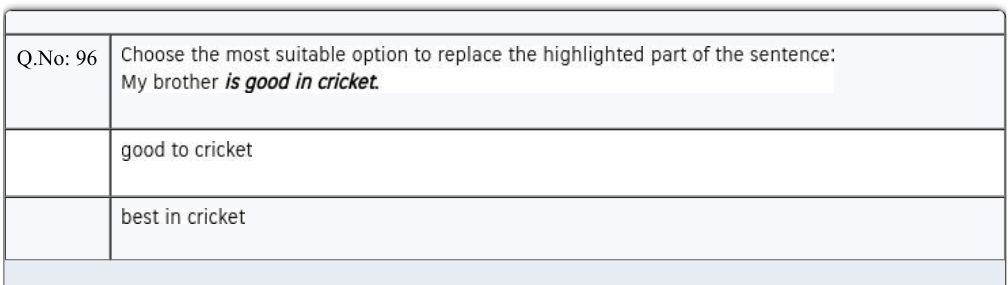 Q.No: 96
Choose the most suitable option to replace the highlighted part of the sentence:
My brother is good in cricket.
good to cricket
best in cricket